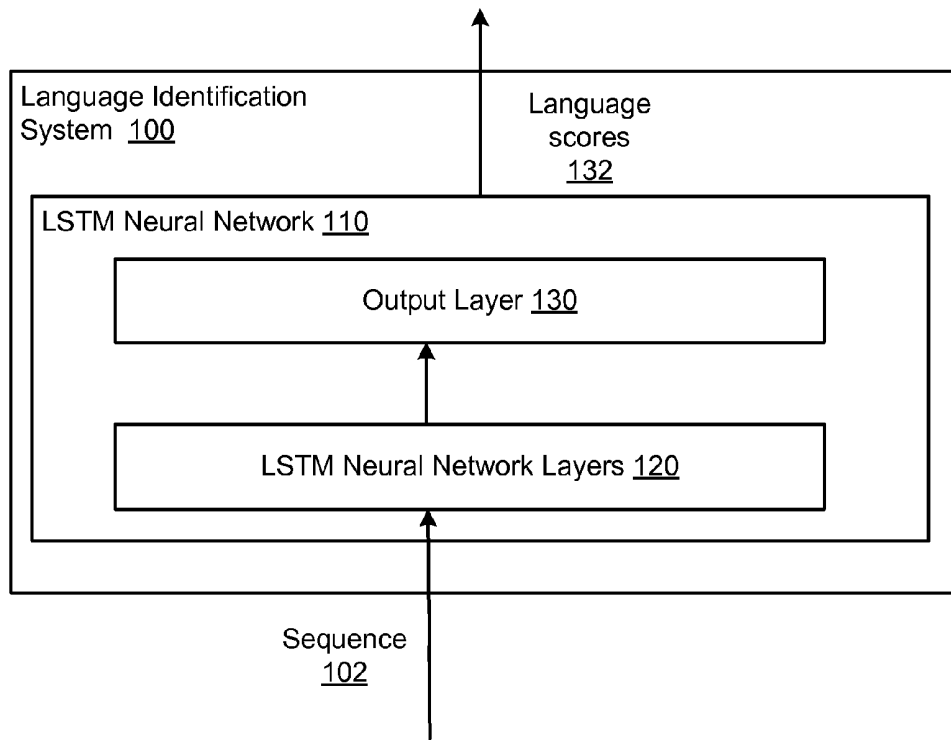 Language Identification
System 100
Language
scores
132
LSTM Neural Network 110
Output Layer 130
LSTM Neural Network Layers 120
Sequence
102